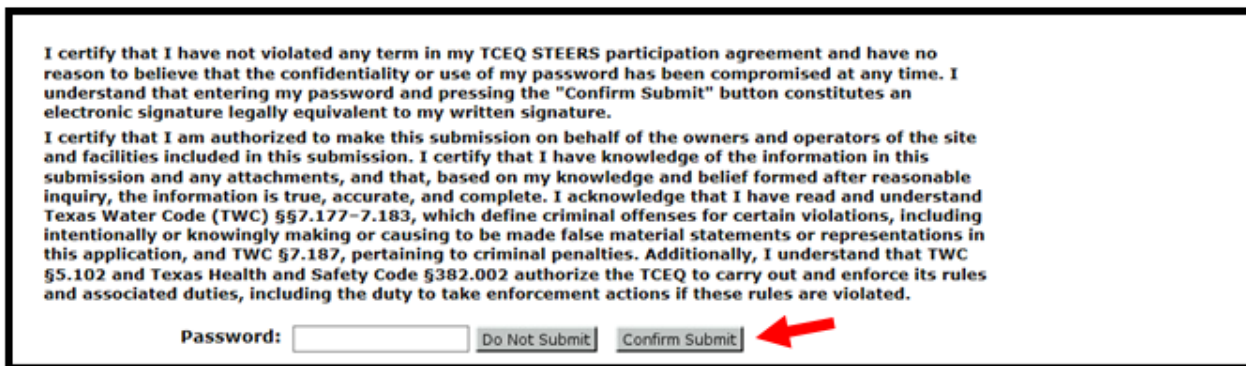 I certify that I have not violated any term in my TCEQ STEERS participation agreement and have no
reason to believe that the confidentiality or use of my password has been compromised at any time. I
understand that entering my password and pressing the "Confirm Submit" button constitutes an
electronic signature legally equivalent to my written signature.
I certify that I am authorized to make this submission on behalf of the owners and operators of the site
and facilities included in this submission. I certify that I have knowledge of the information in this
submission and any attachments, and that, based on my knowledge and belief formed after reasonable
inquiry, the information is true, accurate, and complete. I acknowledge that I have read and understand
Texas Water Code (TWC) §§7.177–7.183, which define criminal offenses for certain violations, including
intentionally or knowingly making or causing to be made false material statements or representations in
this application, and TWC §7.187, pertaining to criminal penalties. Additionally, I understand that TWC
§5.102 and Texas Health and Safety Code §382.002 authorize the TCEQ to carry out and enforce its rules
and associated duties, including the duty to take enforcement actions if these rules are violated.
Password: Do Not Submit Confirm Submit